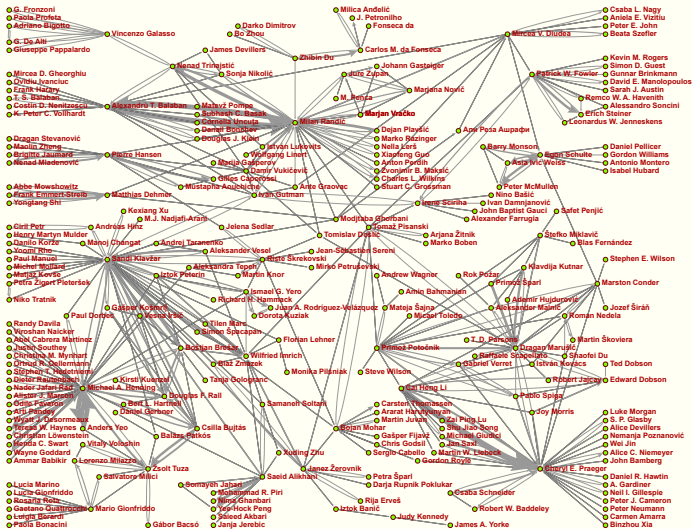 G. Fronzoni
Paola Profeta
Adriano Bigotto
G. De Alti
Giuseppe Pappalardo
Vincenzo Galasso
Darko Dimitrov
Bo Zhou
Milica Anđelić
J. Petronilho
Fonseca da
Carlos M. da Fonseca
James Devillers
Zhibin Du
Mircea V. Diudea
Csaba L. Nagy
Aniela E. Vizitiu
Peter E. John
Beata Szefler
Nenad Trinajstić
Sonja Nikolić
Johann Gasteiger
Jure Zupan
Marjana Novič
M. Penca
Marjan Vračko
Patrick W. Fowler
Kevin M. Rogers
Simon D. Guest
Gunnar Brinkmann
David E. Manolopoulos
Sarah J. Austin
Remco W. A. Havenith
Alessandro Soncini
Erich Steiner
Leonardus W. Jenneskens
Mircea D. Gheorghiu
Ovidiu Ivanciuc
Frank Harary
T. S. Balaban
Costin D. Nenitzescu
K. Peter C. Vollhardt
Alexandru T. Balaban
Matevž Pompe
Subhash C. Basak
Cornelia Uncuta
Danail Bonchev
Douglas J. Klein
Milan Randić
Dejan Plavšić
Marko Razinger
Nella Lerš
Xiaofeng Guo
Anton Perdih
Zvonimir B. Maksić
Charles L. Wilkins
Stuart C. Grossman
Али Реза Ашрафи
Barry Monson
Egon Schulte
Asia Ivić Weiss
Peter McMullen
Daniel Pellicer
Gordon Williams
Antonio Montero
Isabel Hubard
Dragan Stevanović
Maolin Zheng
Brigitte Jaumard
Nenad Mladenović
Pierre Hansen
István Lukovits
Wolfgang Linert
Marija Gašperov
Damir Vukičević
Gilles Caporossi
Mustapha Aouchiche
Ante Graovac
Ivan Gutman
Abbe Mowshowitz
Frank Emmert-Streib
Yongtang Shi
Matthias Dehmer
Irene Sciriha
Nino Bašić
Ivan Damnjanović
John Baptist Gauci
Alexander Farrugia
Safet Penjić
Kexiang Xu
M.J. Nadjafi-Arani
Jelena Sedlar
Modjtaba Ghorbani
Tomaž Pisanski
Tomislav Došlić
Arjana Žitnik
Marko Boben
Štefko Miklavič
Blas Fernández
Ciril Petr
Henry Martyn Mulder
Danilo Korže
Yoomi Rho
Paul Manuel
Michel Mollard
Matjaž Kovše
Petra Žigert Pleteršek
Niko Tratnik
Andreas Hinz
Manoj Changat
Sandi Klavžar
Andrej Taranenko
Aleksander Vesel
Jean-Sébastien Sereni
Riste Škrekovski
Mirko Petruševski
Aleksandra Tepeh
Iztok Peterin
Martin Knor
Andrew Wagner
Rok Požar
Klavdija Kutnar
Primož Šparl
Stephen E. Wilson
Marston Conder
Ismael G. Yero
Richard H. Hammack
Juan A. Rodríguez-Velázquez
Dorota Kuziak
Amin Bahmanian
Mateja Šajna
Micael Toledo
Ademir Hujdurović
Aleksander Malnič
Roman Nedela
Jozef Širáň
Paul Dorbec
Gašper Košmrlj
Vesna Iršič
Tilen Marc
Simon Špacapan
Florian Lehner
Primož Potočnik
T. D. Parsons
Dragan Marušič
Martin Škoviera
Randy Davila
Viroshan Naicker
Abel Cabrera Martínez
Justin Southey
Christina M. Mynhart
Ortrud R. Oellermann
Stephen T. Hedetniemi
Dieter Rautenbach
Nader Jafari Rad
Alister J. Marcon
Odile Favaron
Arti Pandey
Wyatt J. Desormeaux
Teresa W. Haynes
Christian Löwenstein
Henda C. Swart
Wayne Goddard
Ammar Babikir
Michael A. Henning
Boštjan Brešar
Wilfried Imrich
Blaž Zmazek
Monika Pilśniak
Steve Wilson
Raffaele Scapellato
Shaofei Du
Gabriel Verret
István Kovács
Ted Dobson
Kirsti Kuenzel
Tanja Gologranc
Douglas F. Rall
Bert L. Hartnell
Daniel Gerbner
Samaneh Soltani
Cai Heng Li
Robert Jajcay
Edward Dobson
Pablo Spiga
Carsten Thomassen
Ararat Harutyunyan
Martin Juvan
Joy Morris
Luke Morgan
S. P. Glasby
Alice Devillers
Nemanja Poznanović
Wei Jin
Alice C. Niemeyer
John Bamberg
Anders Yeo
Vitaly Voloshin
Csilla Bujtás
Balázs Patkós
Bojan Mohar
Gašper Fijavž
Chris Godsil
Sergio Cabello
Zai Ping Lu
Shu Jiao Song
Michael Giudici
Jan Saxl
Martin W. Liebeck
Gordon Royle
Cheryl E. Praeger
Lorenzo Milazzo
Salvatore Milici
Zsolt Tuza
Xuding Zhu
Saeid Alikhani
Janez Žerovnik
Petra Šparl
Darja Rupnik Poklukar
Daniel R. Hawtin
A. Gardiner
Neil I. Gillespie
Peter J. Cameron
Peter Neumann
Carmen Amarra
Binzhou Xia
Lucia Marino
Lucia Gionfriddo
Rosaria Rota
Gaetano Quattrocchi
Luigia Berardi
Paola Bonacini
Mario Gionfriddo
Somayeh Jahari
Mohammad R. Piri
Nima Ghanbari
Yee-Hock Peng
Saieed Akbari
Janja Jerebic
Gábor Bacsó
Rija Erveš
Iztok Banič
Judy Kennedy
Csaba Schneider
Robert W. Baddeley
James A. Yorke